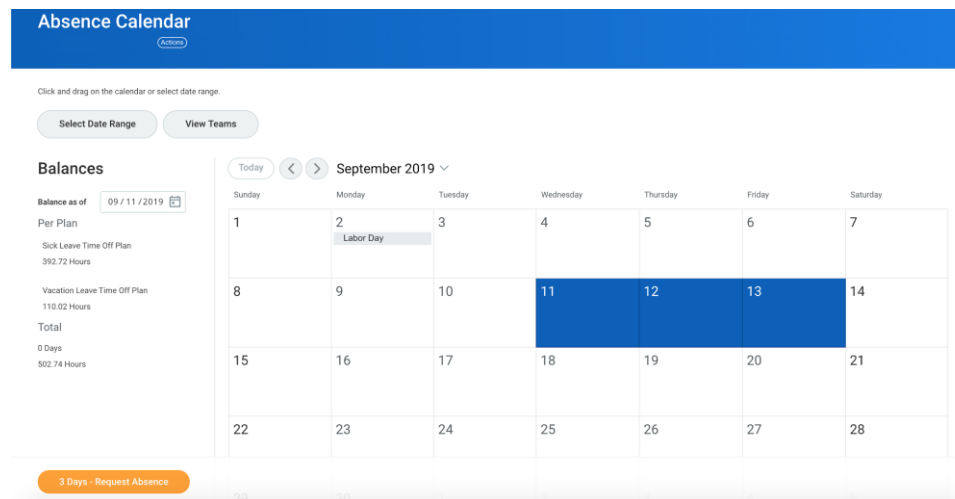 Absence Calendar
Actions
Click and drag on the calendar or select date range.
Select Date Range View Teams
Balances
Balance as of 09 / 11 / 2019
Per Plan
Sick Leave Time Off Plan
392.72 Hours
Vacation Leave Time Off Plan
110.02 Hours
Total
0 Days
502.74 Hours
Today September 2019
Sunday Monday Tuesday Wednesday Thursday Friday Saturday
1 2 3 4 5 6 7
Labor Day
8 9 10 11 12 13 14
15 16 17 18 19 20 21
22 23 24 25 26 27 28
29 30
3 Days - Request Absence